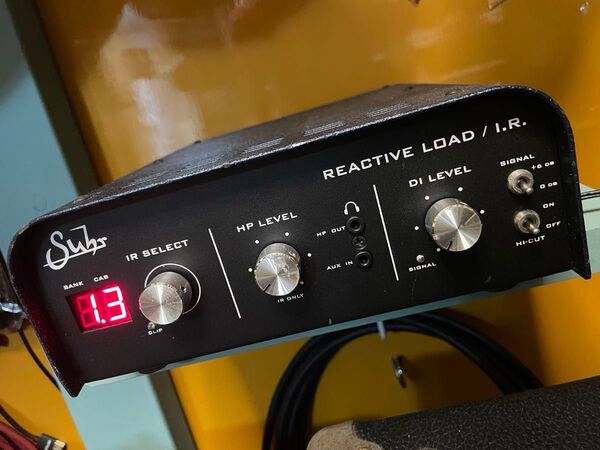 REACTIVE LOAD / I.R.
Suhr
IR SELECT
BANK CAB
1.3
CLIP
HP LEVEL
IR ONLY
HP OUT
AUX IN
DI LEVEL
SIGNAL
SIGNAL
+6 DB
0 DB
ON
OFF
HI-CUT